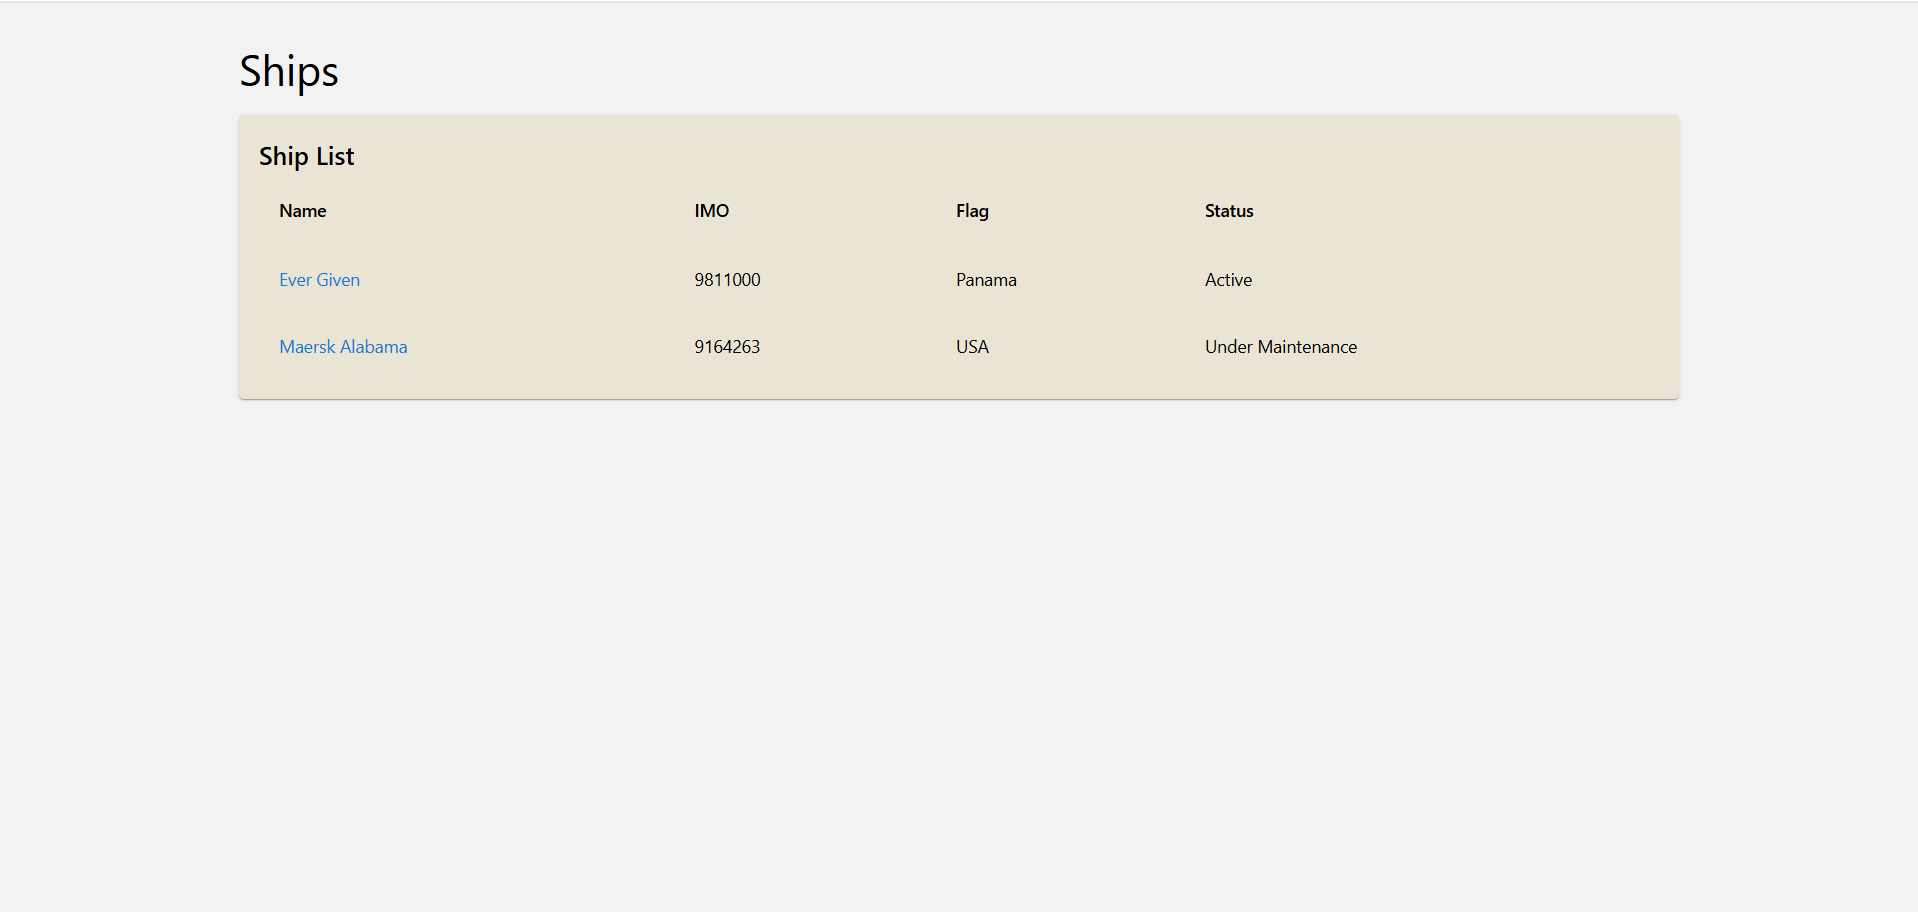 Ships
Ship List
Name IMO Flag Status
Ever Given 9811000 Panama Active
Maersk Alabama 9164263 USA Under Maintenance